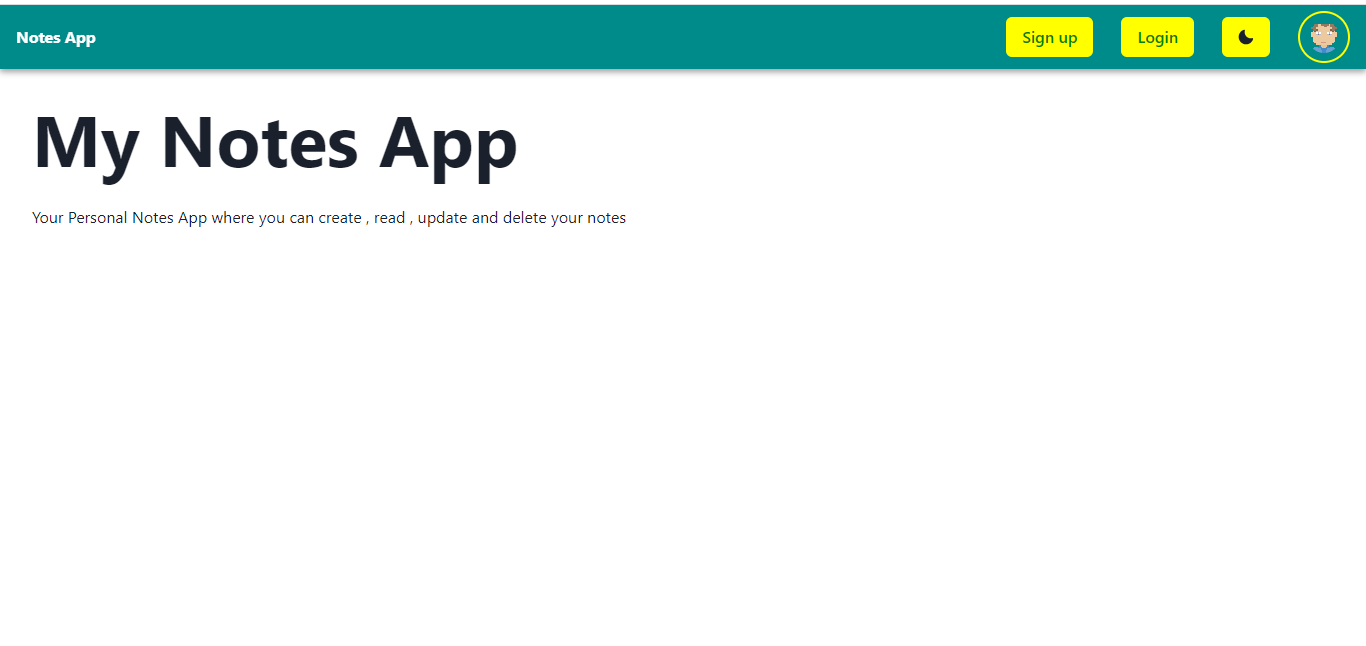 Notes App
Sign up
Login
My Notes App
Your Personal Notes App where you can create , read , update and delete your notes